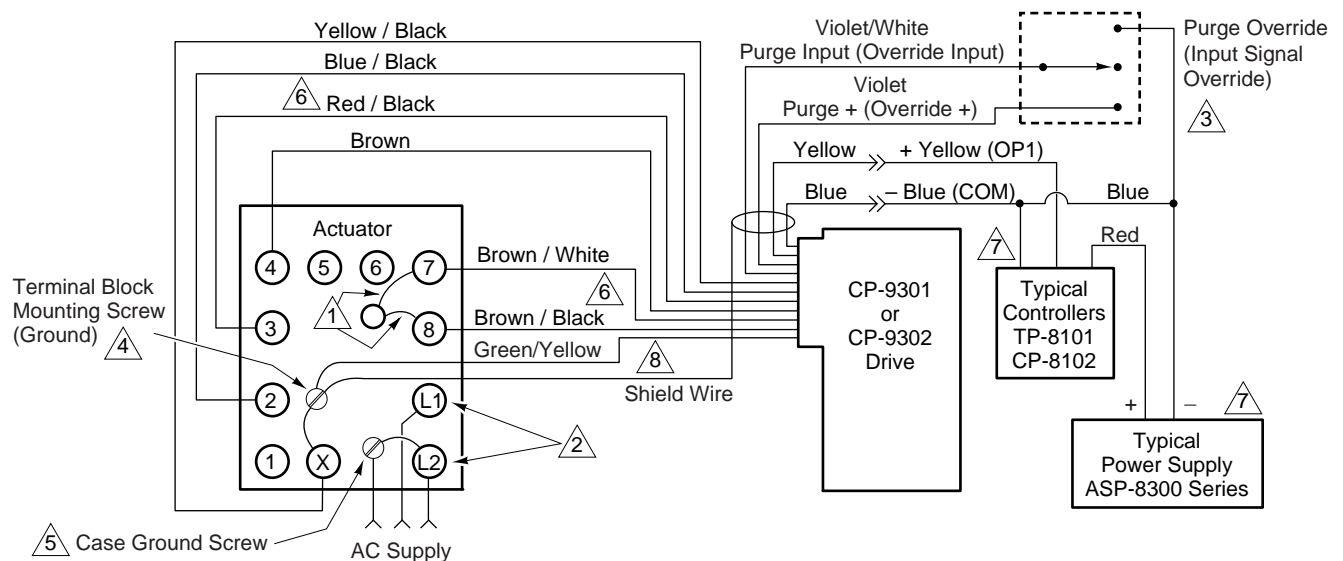 Yellow / Black
Blue / Black
6
Red / Black
Brown
Violet/White
Purge Input (Override Input)
Violet
Purge + (Override +)
Purge Override
(Input Signal
Override)
3
Yellow
+ Yellow (OP1)
Blue
– Blue (COM)
Blue
Red
7
Actuator
4
5
6
7
1
3
8
2
L1
1
X
L2
2
Brown / White
6
Brown / Black
Green/Yellow
8
Shield Wire
Terminal Block
Mounting Screw
(Ground)
4
CP-9301
or
CP-9302
Drive
Typical
Controllers
TP-8101
CP-8102
+
–
7
Typical
Power Supply
ASP-8300 Series
5
Case Ground Screw
AC Supply